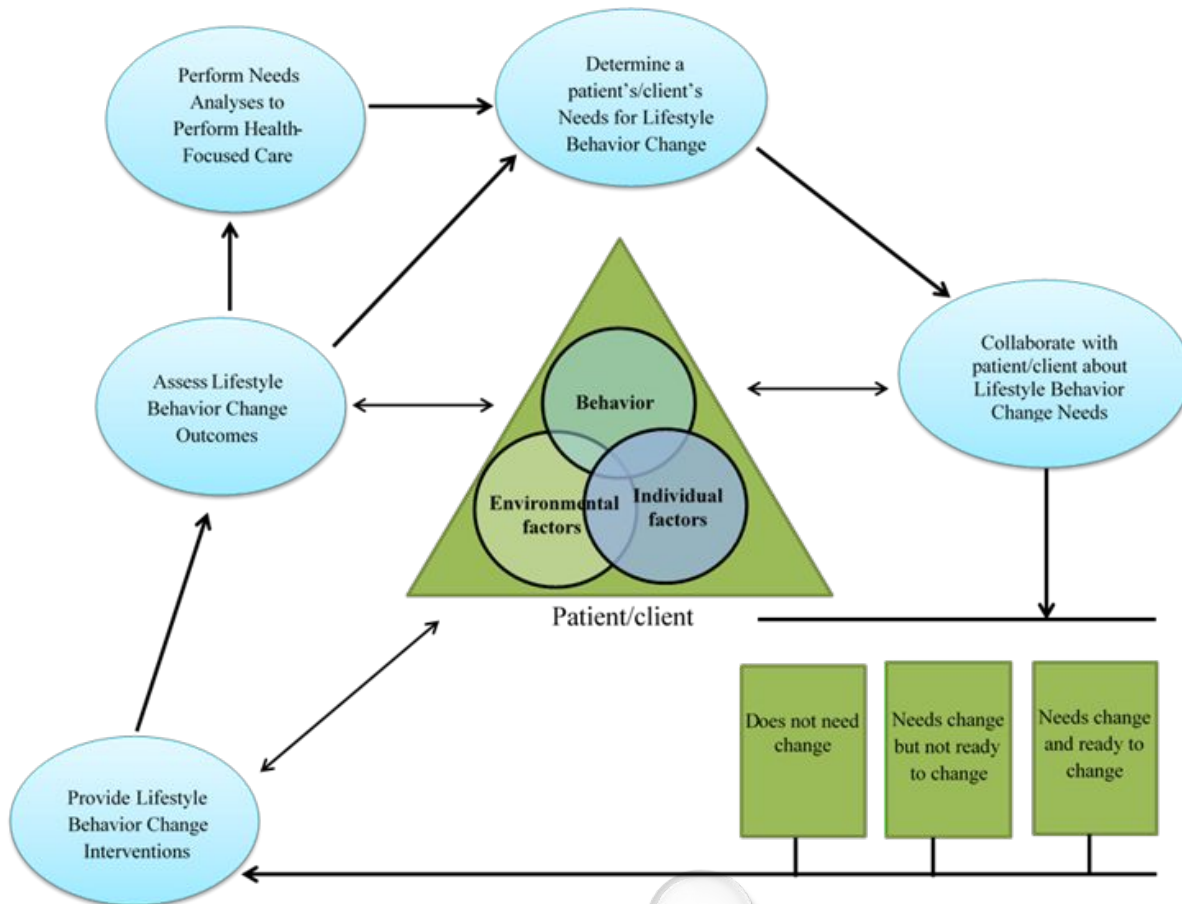 Perform Needs
Analyses to
Perform Health-
Focused Care
Determine a
patient's/client's
Needs for Lifestyle
Behavior Change
Collaborate with
patient/client about
Lifestyle Behavior
Change Needs
Assess Lifestyle
Behavior Change
Outcomes
Behavior
Environmental
factors
Individual
factors
Patient/client
Does not need
change
Needs change
but not ready
to change
Needs change
and ready to
change
Provide Lifestyle
Behavior Change
Interventions